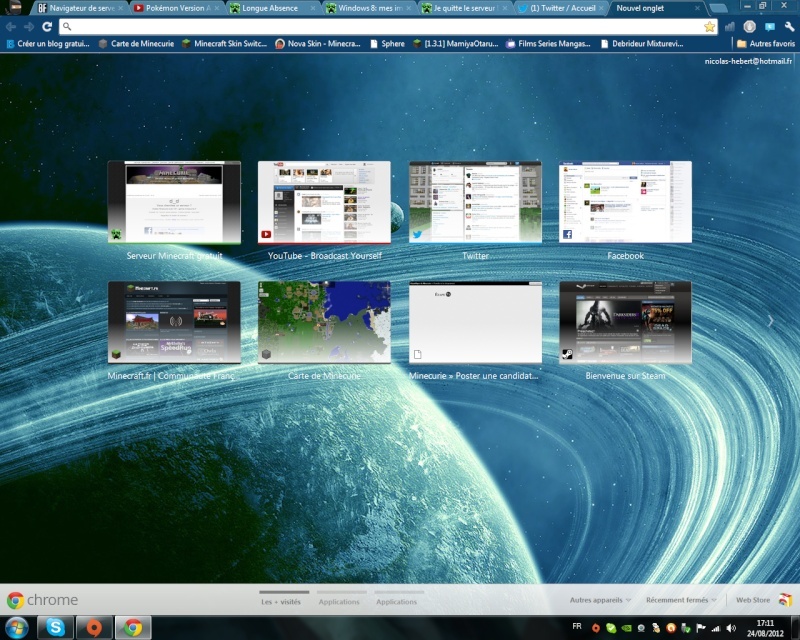 Navigateur de serve
Pokémon Version A
Longue Absence
Windows 8: mes im
Je quitte le serveur
(1) Twitter / Accueil
Nouvel onglet
Créer un blog gratui...
Carte de Minecurie
Minecraft Skin Switc...
Nova Skin - Minecra...
Sphere
[1.3.1] MamiyaOtaru...
Films Series Mangas...
Debrideur Mixturevi...
Autres favoris
nicolas-hebert@hotmail.fr
Serveur Minecraft gratuit
YouTube - Broadcast Yourself
Twitter
Facebook
Minecraft.fr | Communauté Franç
Carte de Minecurie
Minecurie » Poster une candidat...
Bienvenue sur Steam
chrome
Les + visités
Applications
Applications
Autres appareils
Récemment fermés
Web Store
FR
17:11
24/08/2012